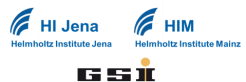 HI Jena
HIM
Helmholtz Institute Jena
Helmholtz Institute Mainz
GSI